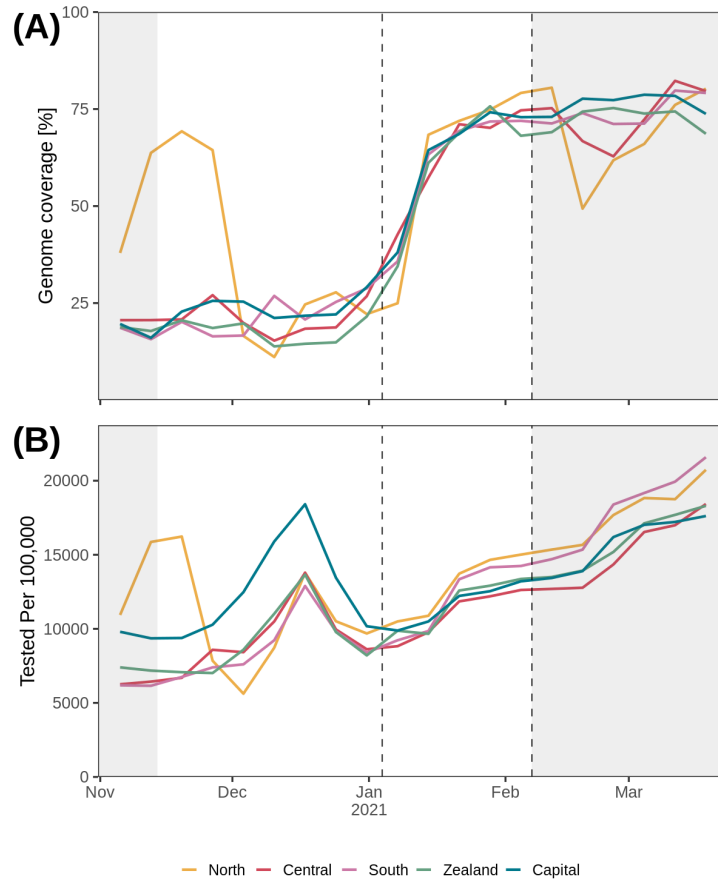 (A)
Genome coverage [%]
100
75
50
25
(B)
Tested Per 100,000
20000
15000
10000
5000
0
Nov Dec Jan Feb Mar
2021
North Central South Zealand Capital